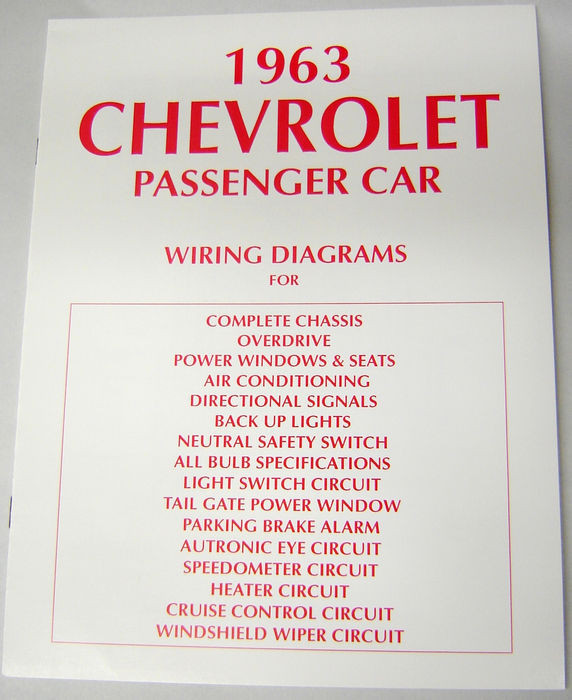 1963
CHEVROLET
PASSENGER CAR
WIRING DIAGRAMS
FOR
COMPLETE CHASSIS
OVERDRIVE
POWER WINDOWS & SEATS
AIR CONDITIONING
DIRECTIONAL SIGNALS
BACK UP LIGHTS
NEUTRAL SAFETY SWITCH
ALL BULB SPECIFICATIONS
LIGHT SWITCH CIRCUIT
TAIL GATE POWER WINDOW
PARKING BRAKE ALARM
AUTRONIC EYE CIRCUIT
SPEEDOMETER CIRCUIT
HEATER CIRCUIT
CRUISE CONTROL CIRCUIT
WINDSHIELD WIPER CIRCUIT